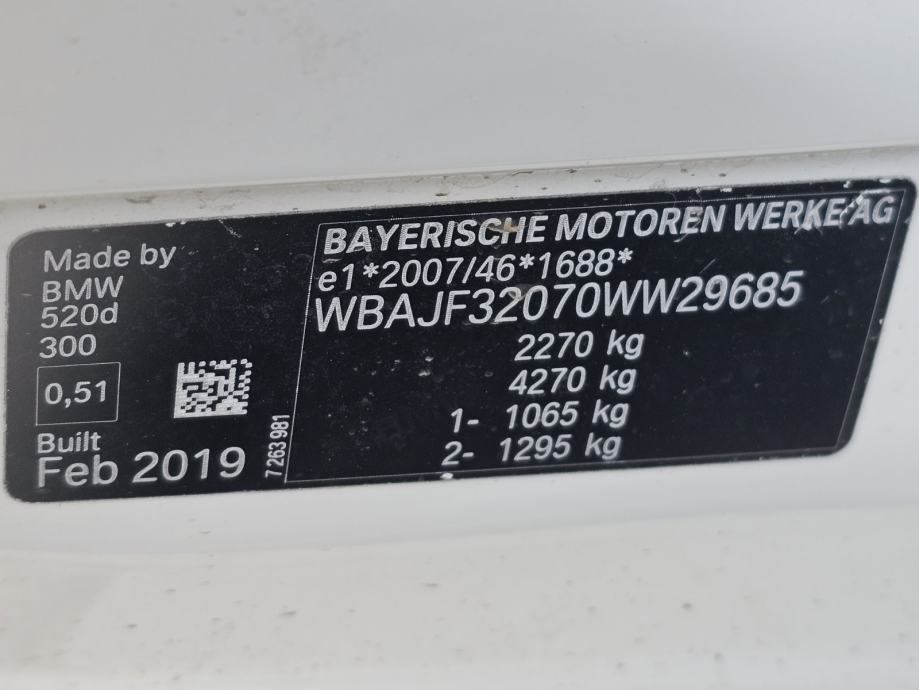 Made by
BMW
520d
300
0,51
Built
Feb 2019
7 263 981
BAYERISCHE MOTOREN WERKE AG
e1*2007/46*1688*
WBAJF32070WW29685
2270 kg
4270 kg
1- 1065 kg
2- 1295 kg